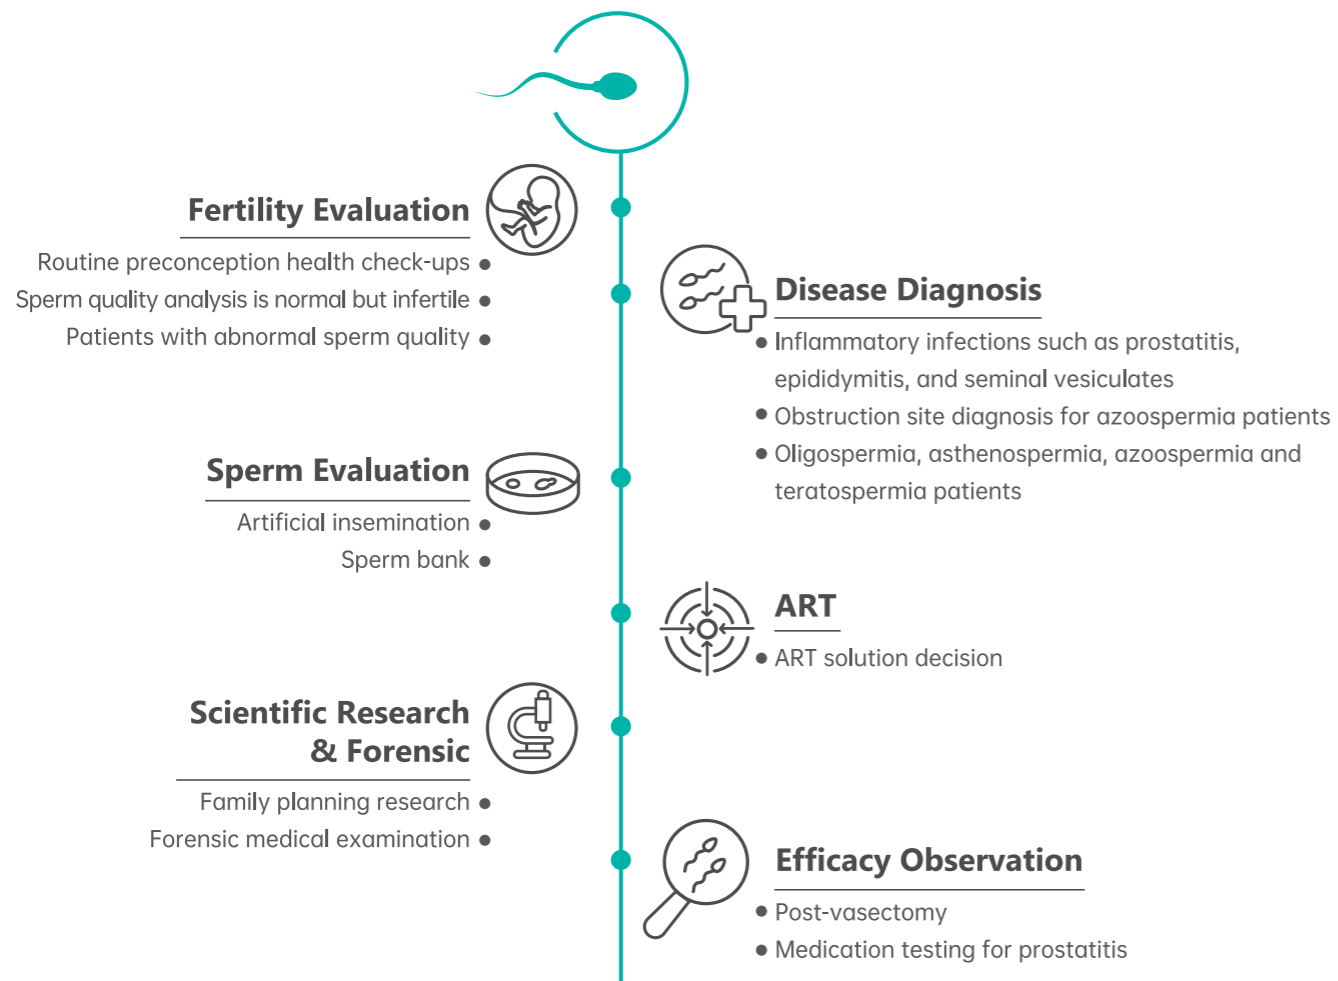 Fertility Evaluation
Routine preconception health check-ups
Sperm quality analysis is normal but infertile
Patients with abnormal sperm quality
Disease Diagnosis
Inflammatory infections such as prostatitis,
epididymitis, and seminal vesiculates
Obstruction site diagnosis for azoospermia patients
Oligospermia, asthenospermia, azoospermia and
teratospermia patients
Sperm Evaluation
Artificial insemination
Sperm bank
ART
ART solution decision
Scientific Research
& Forensic
Family planning research
Forensic medical examination
Efficacy Observation
Post-vasectomy
Medication testing for prostatitis